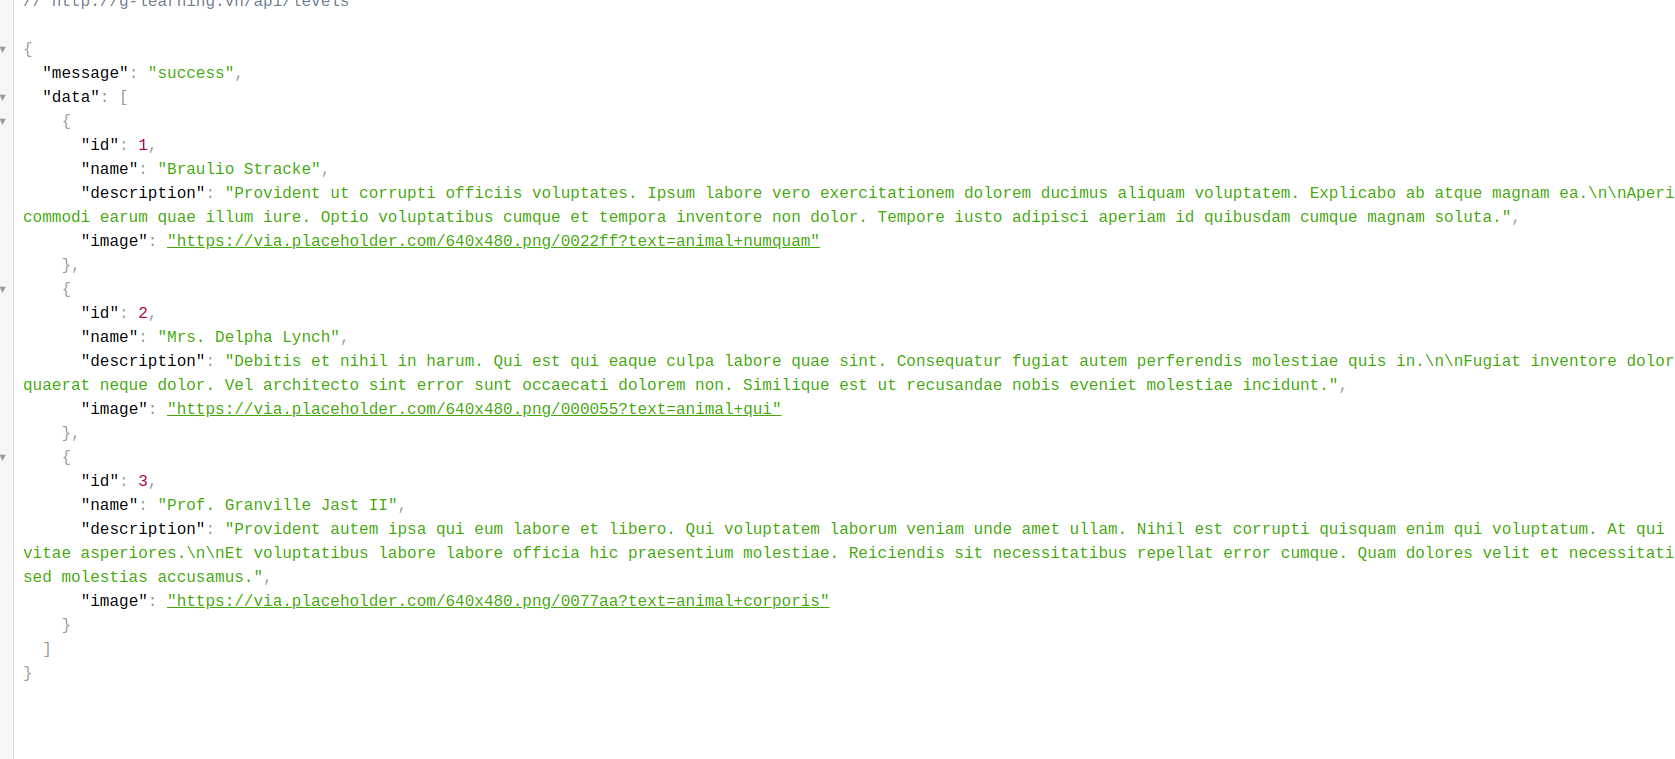 // http://g-learning.vn/api/levels
{
"message": "success",
"data": [
{
"id": 1,
"name": "Braulio Stracke",
"description": "Provident ut corrupti officiis voluptates. Ipsum labore vero exercitationem dolorem ducimus aliquam voluptatem. Explicabo ab atque magnam ea.\n\nAperi
commodi earum quae illum iure. Optio voluptatibus cumque et tempora inventore non dolor. Tempore iusto adipisci aperiam id quibusdam cumque magnam soluta.",
"image": "https://via.placeholder.com/640x480.png/0022ff?text=animal+numquam"
},
{
"id": 2,
"name": "Mrs. Delpha Lynch",
"description": "Debitis et nihil in harum. Qui est qui eaque culpa labore quae sint. Consequatur fugiat autem perferendis molestiae quis in.\n\nFugiat inventore dolor
quaerat neque dolor. Vel architecto sint error sunt occaecati dolorem non. Similique est ut recusandae nobis eveniet molestiae incidunt.",
"image": "https://via.placeholder.com/640x480.png/000055?text=animal+qui"
},
{
"id": 3,
"name": "Prof. Granville Jast II",
"description": "Provident autem ipsa qui eum labore et libero. Qui voluptatem laborum veniam unde amet ullam. Nihil est corrupti quisquam enim qui voluptatum. At qui
vitae asperiores.\n\nEt voluptatibus labore labore officia hic praesentium molestiae. Reiciendis sit necessitatibus repellat error cumque. Quam dolores velit et necessitati
sed molestias accusamus.",
"image": "https://via.placeholder.com/640x480.png/0077aa?text=animal+corporis"
}
]
}